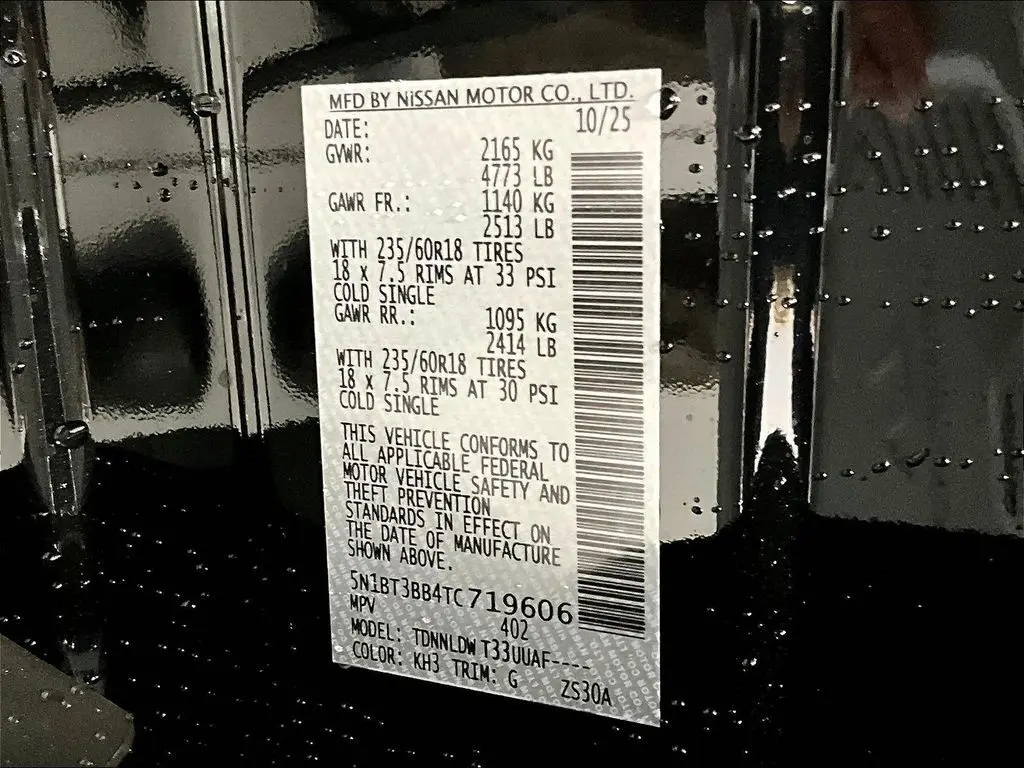 MFD BY NISSAN MOTOR CO., LTD.
DATE: 10/25
GVWR: 2165 KG
4773 LB
GAWR FR.: 1140 KG
2513 LB
WITH 235/60R18 TIRES
18 X 7.5 RIMS AT 33 PSI
COLD SINGLE
GAWR RR.: 1095 KG
2414 LB
WITH 235/60R18 TIRES
18 X 7.5 RIMS AT 30 PSI
COLD SINGLE
THIS VEHICLE CONFORMS TO
ALL APPLICABLE FEDERAL
MOTOR VEHICLE SAFETY AND
THEFT PREVENTION
STANDARDS IN EFFECT ON
THE DATE OF MANUFACTURE
SHOWN ABOVE.
5N1BT3BB4TC719606
MPV 402
MODEL: TDNNLDW T33UUAF----
COLOR: KH3 TRIM: G ZS30A